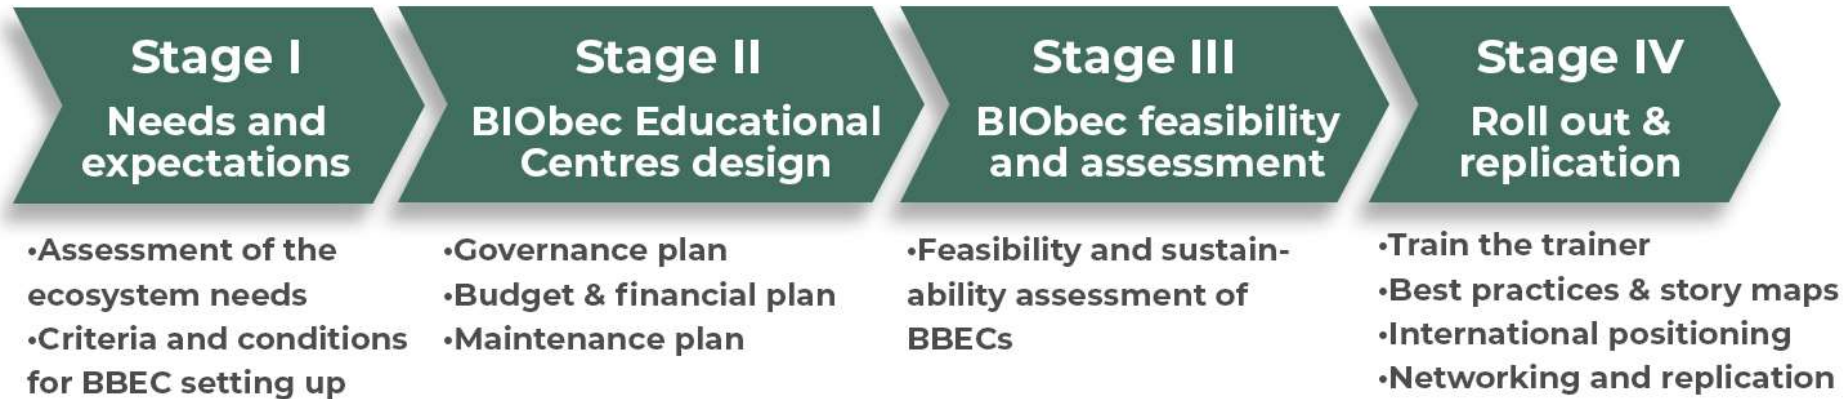 Stage I
Needs and
expectations
•Assessment of the
ecosystem needs
•Criteria and conditions
for BBEC setting up
Stage II
BIObec Educational
Centres design
•Governance plan
•Budget & financial plan
•Maintenance plan
Stage III
BIObec feasibility
and assessment
•Feasibility and sustain-
ability assessment of
BBECs
Stage IV
Roll out &
replication
•Train the trainer
•Best practices & story maps
•International positioning
•Networking and replication